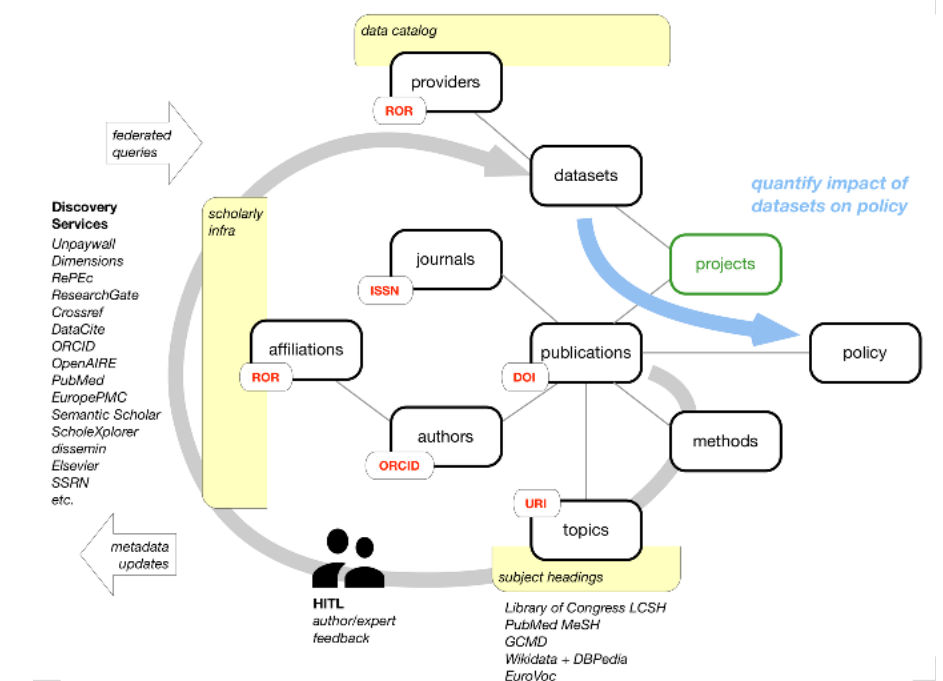 data catalog
providers
ROR
federated
queries
datasets
quantify impact of
datasets on policy
Discovery
Services
Unpaywall
Dimensions
RePEc
ResearchGate
Crossref
DataCite
ORCID
OpenAIRE
PubMed
EuropePMC
Semantic Scholar
ScholeXplorer
dissemin
Elsevier
SSRN
etc.
scholarly
infra
journals
ISSN
projects
affiliations
ROR
publications
DOI
policy
authors
ORCID
methods
URI
topics
metadata
updates
subject headings
HITL
author/expert
feedback
Library of Congress LCSH
PubMed MeSH
GCMD
Wikidata + DBPedia
EuroVoc